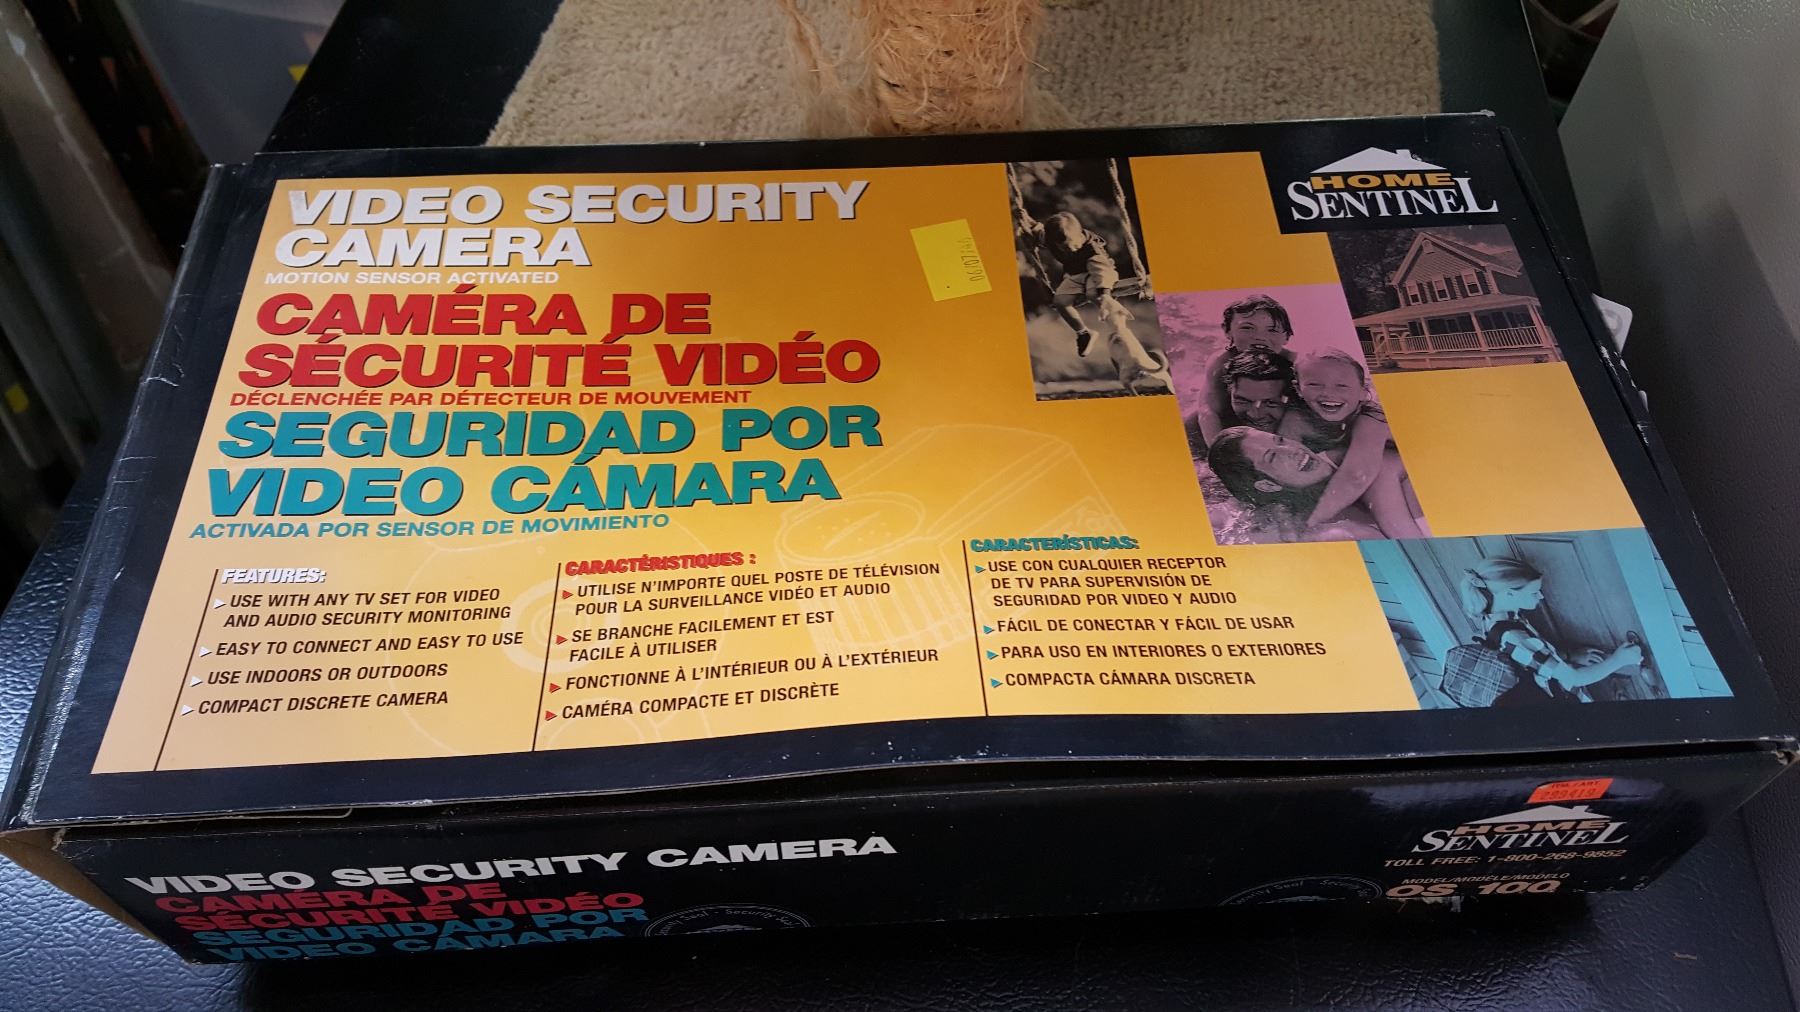 VIDEO SECURITY
CAMERA
MOTION SENSOR ACTIVATED
CAMÉRA DE
SÉCURITÉ VIDÉO
DÉCLENCHÉE PAR DÉTECTEUR DE MOUVEMENT
SEGURIDAD POR
VIDEO CÁMARA
ACTIVADA POR SENSOR DE MOVIMIENTO
HOME
SENTINEL
FEATURES:
USE WITH ANY TV SET FOR VIDEO
AND AUDIO SECURITY MONITORING
EASY TO CONNECT AND EASY TO USE
USE INDOORS OR OUTDOORS
COMPACT DISCRETE CAMERA
CARACTÉRISTIQUES :
UTILISE N'IMPORTE QUEL POSTE DE TÉLÉVISION
POUR LA SURVEILLANCE VIDÉO ET AUDIO
SE BRANCHE FACILEMENT ET EST
FACILE À UTILISER
FONCTIONNE À L'INTÉRIEUR OU À L'EXTÉRIEUR
CAMÉRA COMPACTE ET DISCRÈTE
CARACTERÍSTICAS:
USE CON CUALQUIER RECEPTOR
DE TV PARA SUPERVISIÓN DE
SEGURIDAD POR VIDEO Y AUDIO
FÁCIL DE CONECTAR Y FÁCIL DE USAR
PARA USO EN INTERIORES O EXTERIORES
COMPACTA CÁMARA DISCRETA
VIDEO SECURITY CAMERA
CAMÉRA DE
SÉCURITÉ VIDÉO
SEGURIDAD POR
VIDEO CÁMARA
Security Seal
HOME
SENTINEL
TOLL FREE: 1-800-268-9852
MODEL/MODÈLE/MODELO
OS 100